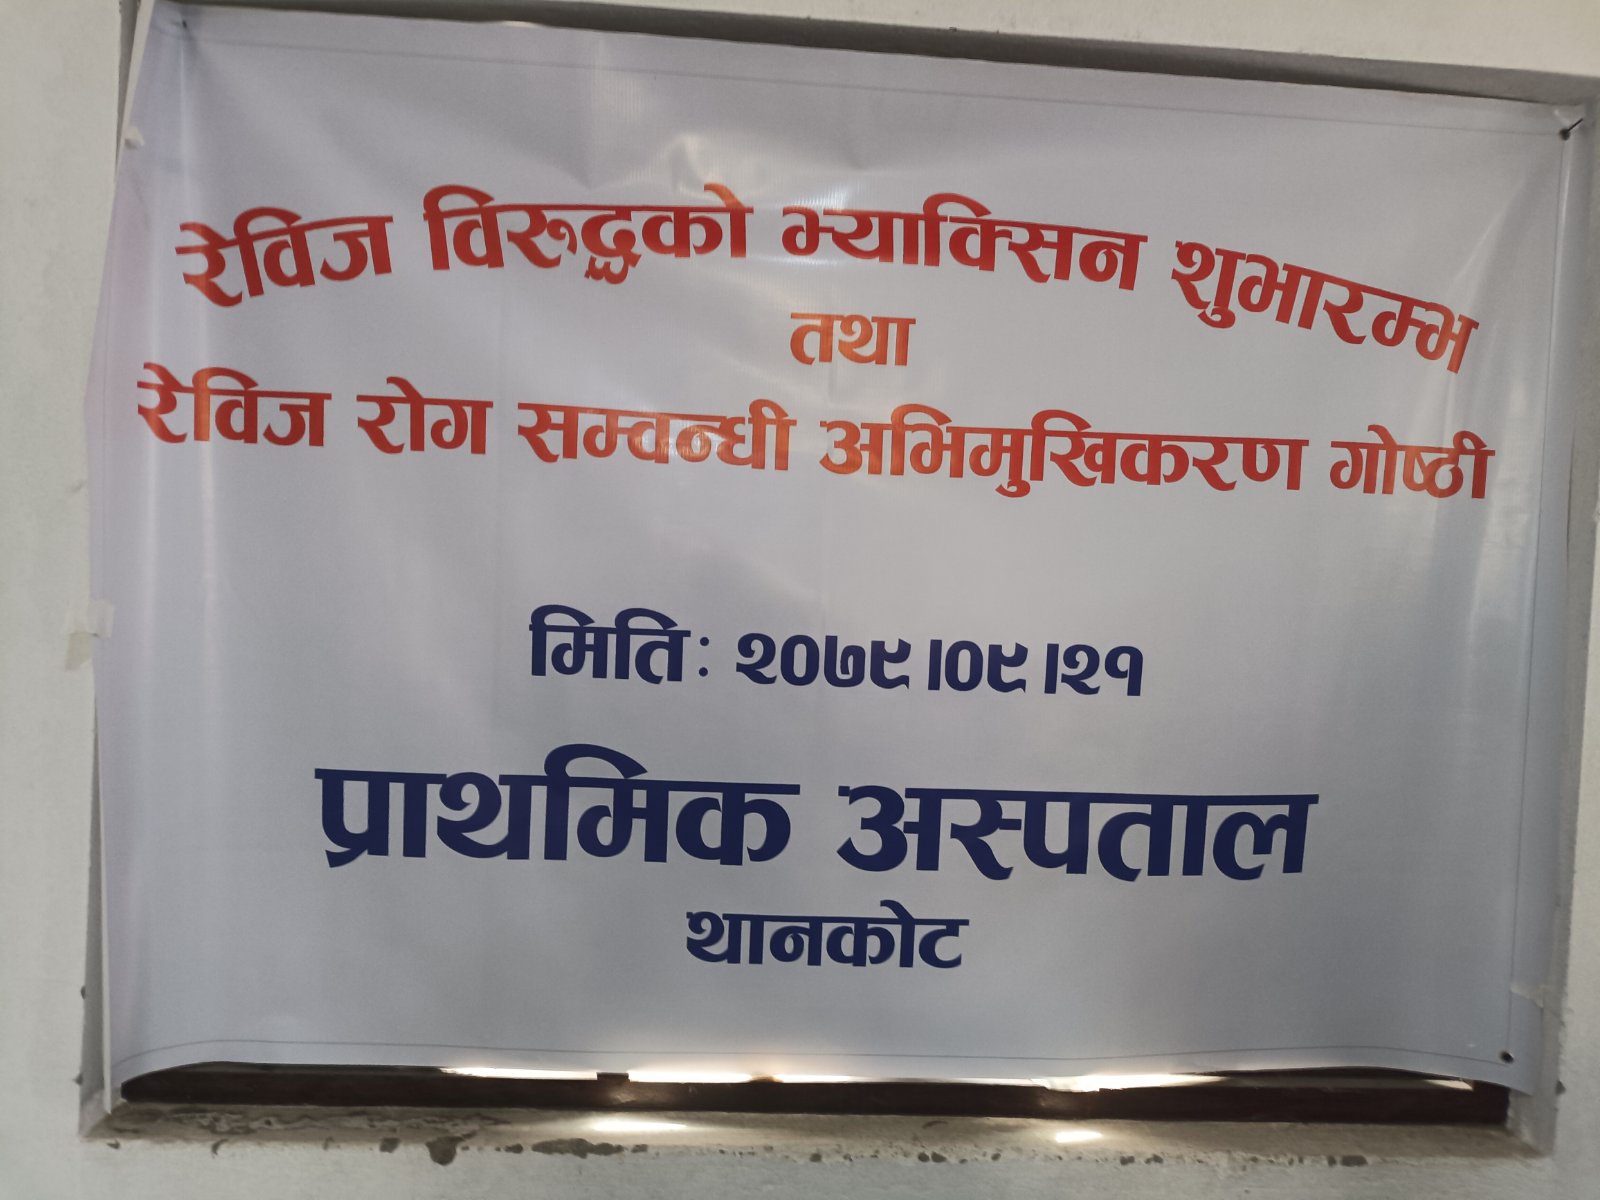 रेविज विरुद्धको भ्याक्सिन शुभारम्भ
तथा
रेविज रोग सम्वन्धी अभिमुखिकरण गोष्ठी
मितिः २०७९।०९।२१
प्राथमिक अस्पताल
थानकोट